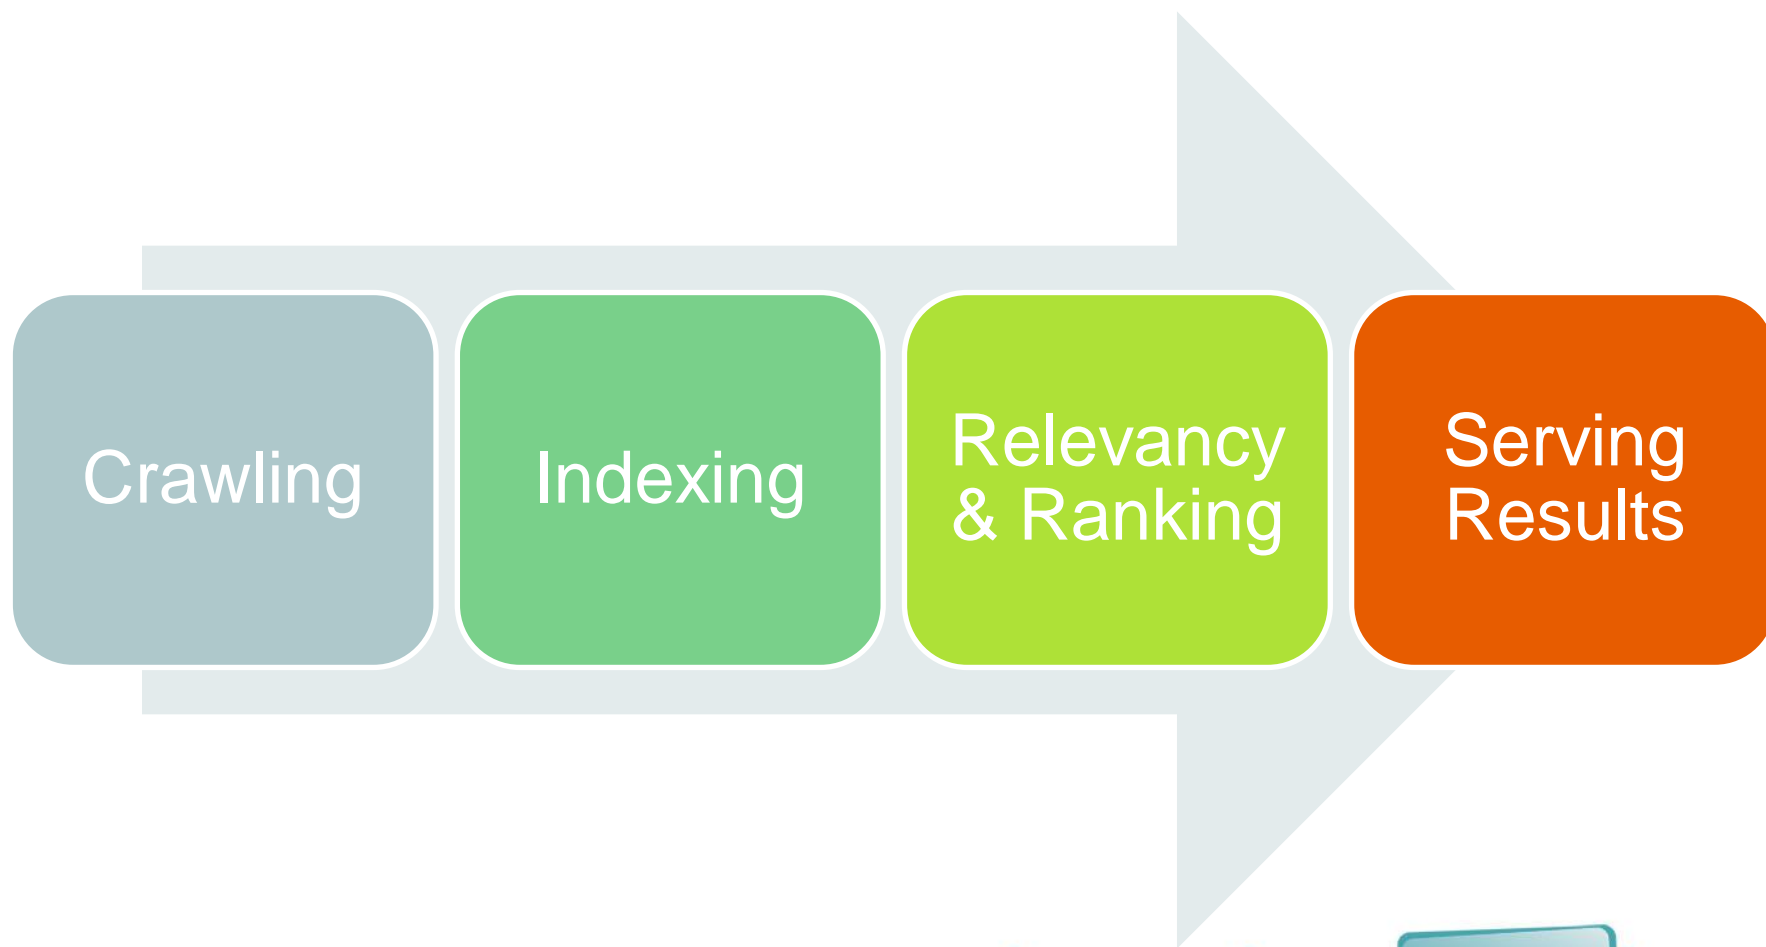 Crawling
Indexing
Relevancy
& Ranking
Serving
Results